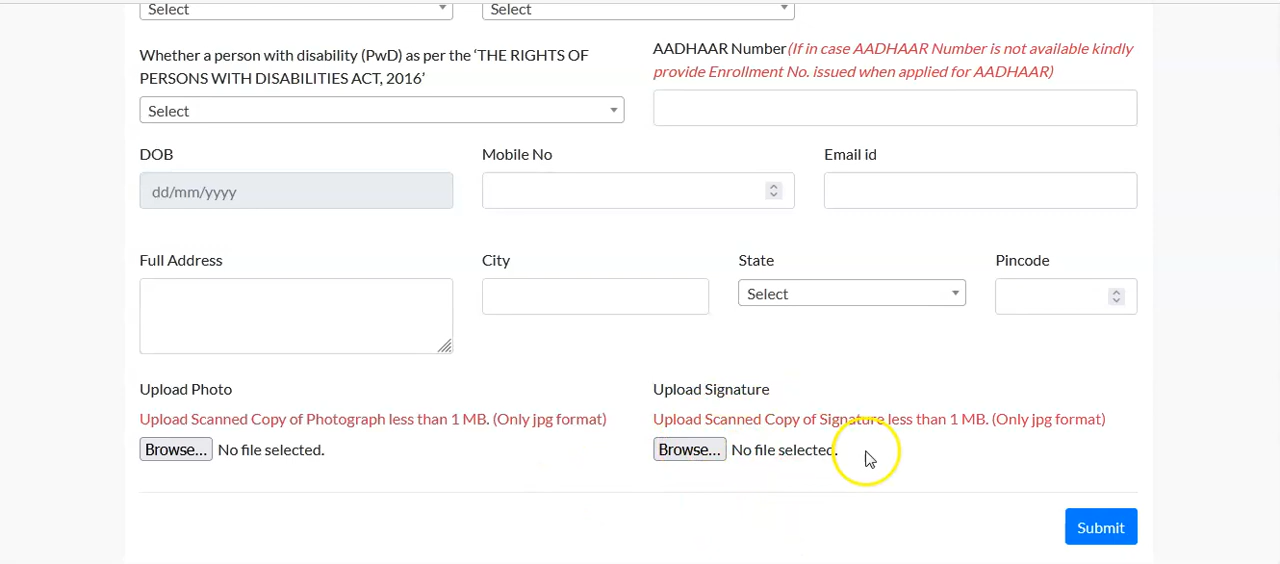 Select Select
Whether a person with disability (PwD) as per the ‘THE RIGHTS OF
PERSONS WITH DISABILITIES ACT, 2016’
Select
AADHAAR Number(If in case AADHAAR Number is not available kindly
provide Enrollment No. issued when applied for AADHAAR)
DOB Mobile No Email id
dd/mm/yyyy
Full Address City State Pincode
Select
Upload Photo
Upload Scanned Copy of Photograph less than 1 MB. (Only jpg format)
Browse... No file selected.
Upload Signature
Upload Scanned Copy of Signature less than 1 MB. (Only jpg format)
Browse... No file selected.
Submit